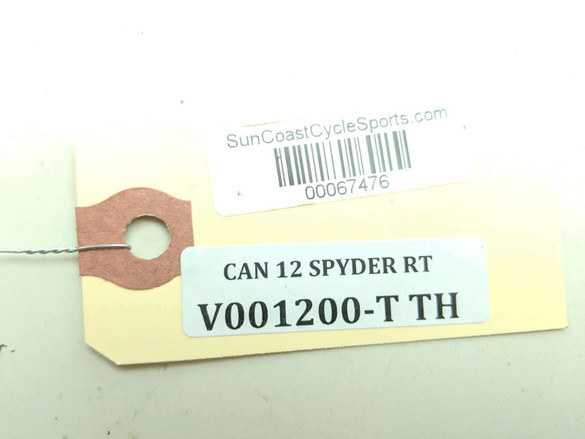 SunCoastCycleSports.com
00067476
CAN 12 SPYDER RT
V001200-T TH